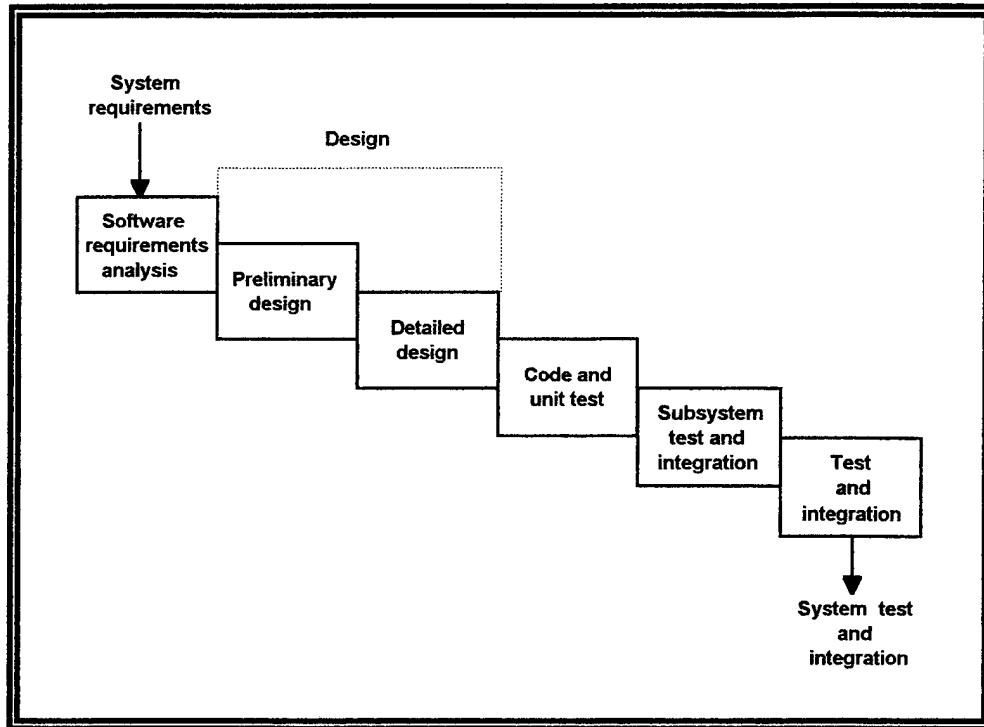 System
requirements
Design
Software
requirements
analysis
Preliminary
design
Detailed
design
Code and
unit test
Subsystem
test and
integration
Test
and
integration
System test
and
integration